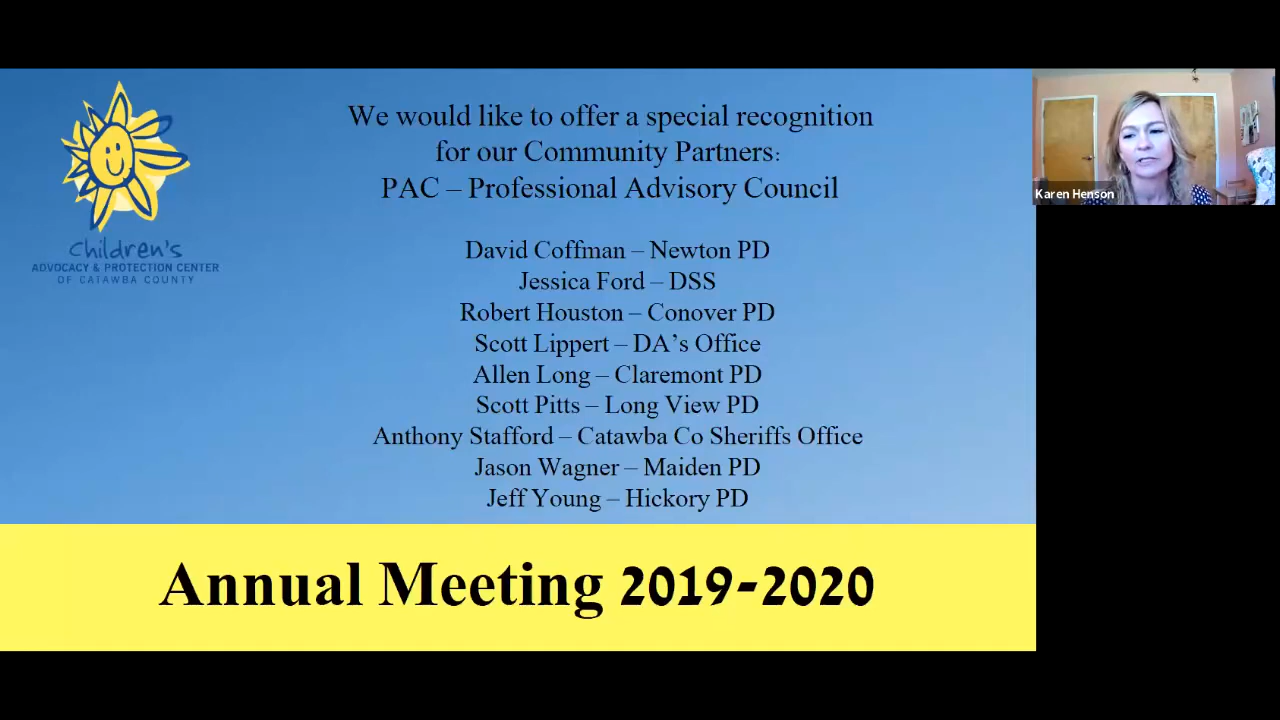 We would like to offer a special recognition
for our Community Partners:
PAC – Professional Advisory Council
David Coffman – Newton PD
Jessica Ford – DSS
Robert Houston – Conover PD
Scott Lippert – DA’s Office
Allen Long – Claremont PD
Scott Pitts – Long View PD
Anthony Stafford – Catawba Co Sheriffs Office
Jason Wagner – Maiden PD
Jeff Young – Hickory PD
children's
ADVOCACY & PROTECTION CENTER
OF CATAWBA COUNTY
Annual Meeting 2019-2020
Karen Henson